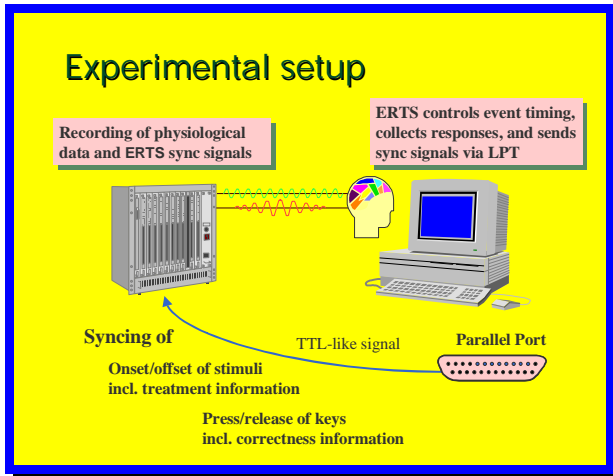 Experimental setup
Recording of physiological
data and ERTS sync signals
ERTS controls event timing,
collects responses, and sends
sync signals via LPT
Syncing of
TTL-like signal
Parallel Port
Onset/offset of stimuli
incl. treatment information
Press/release of keys
incl. correctness information